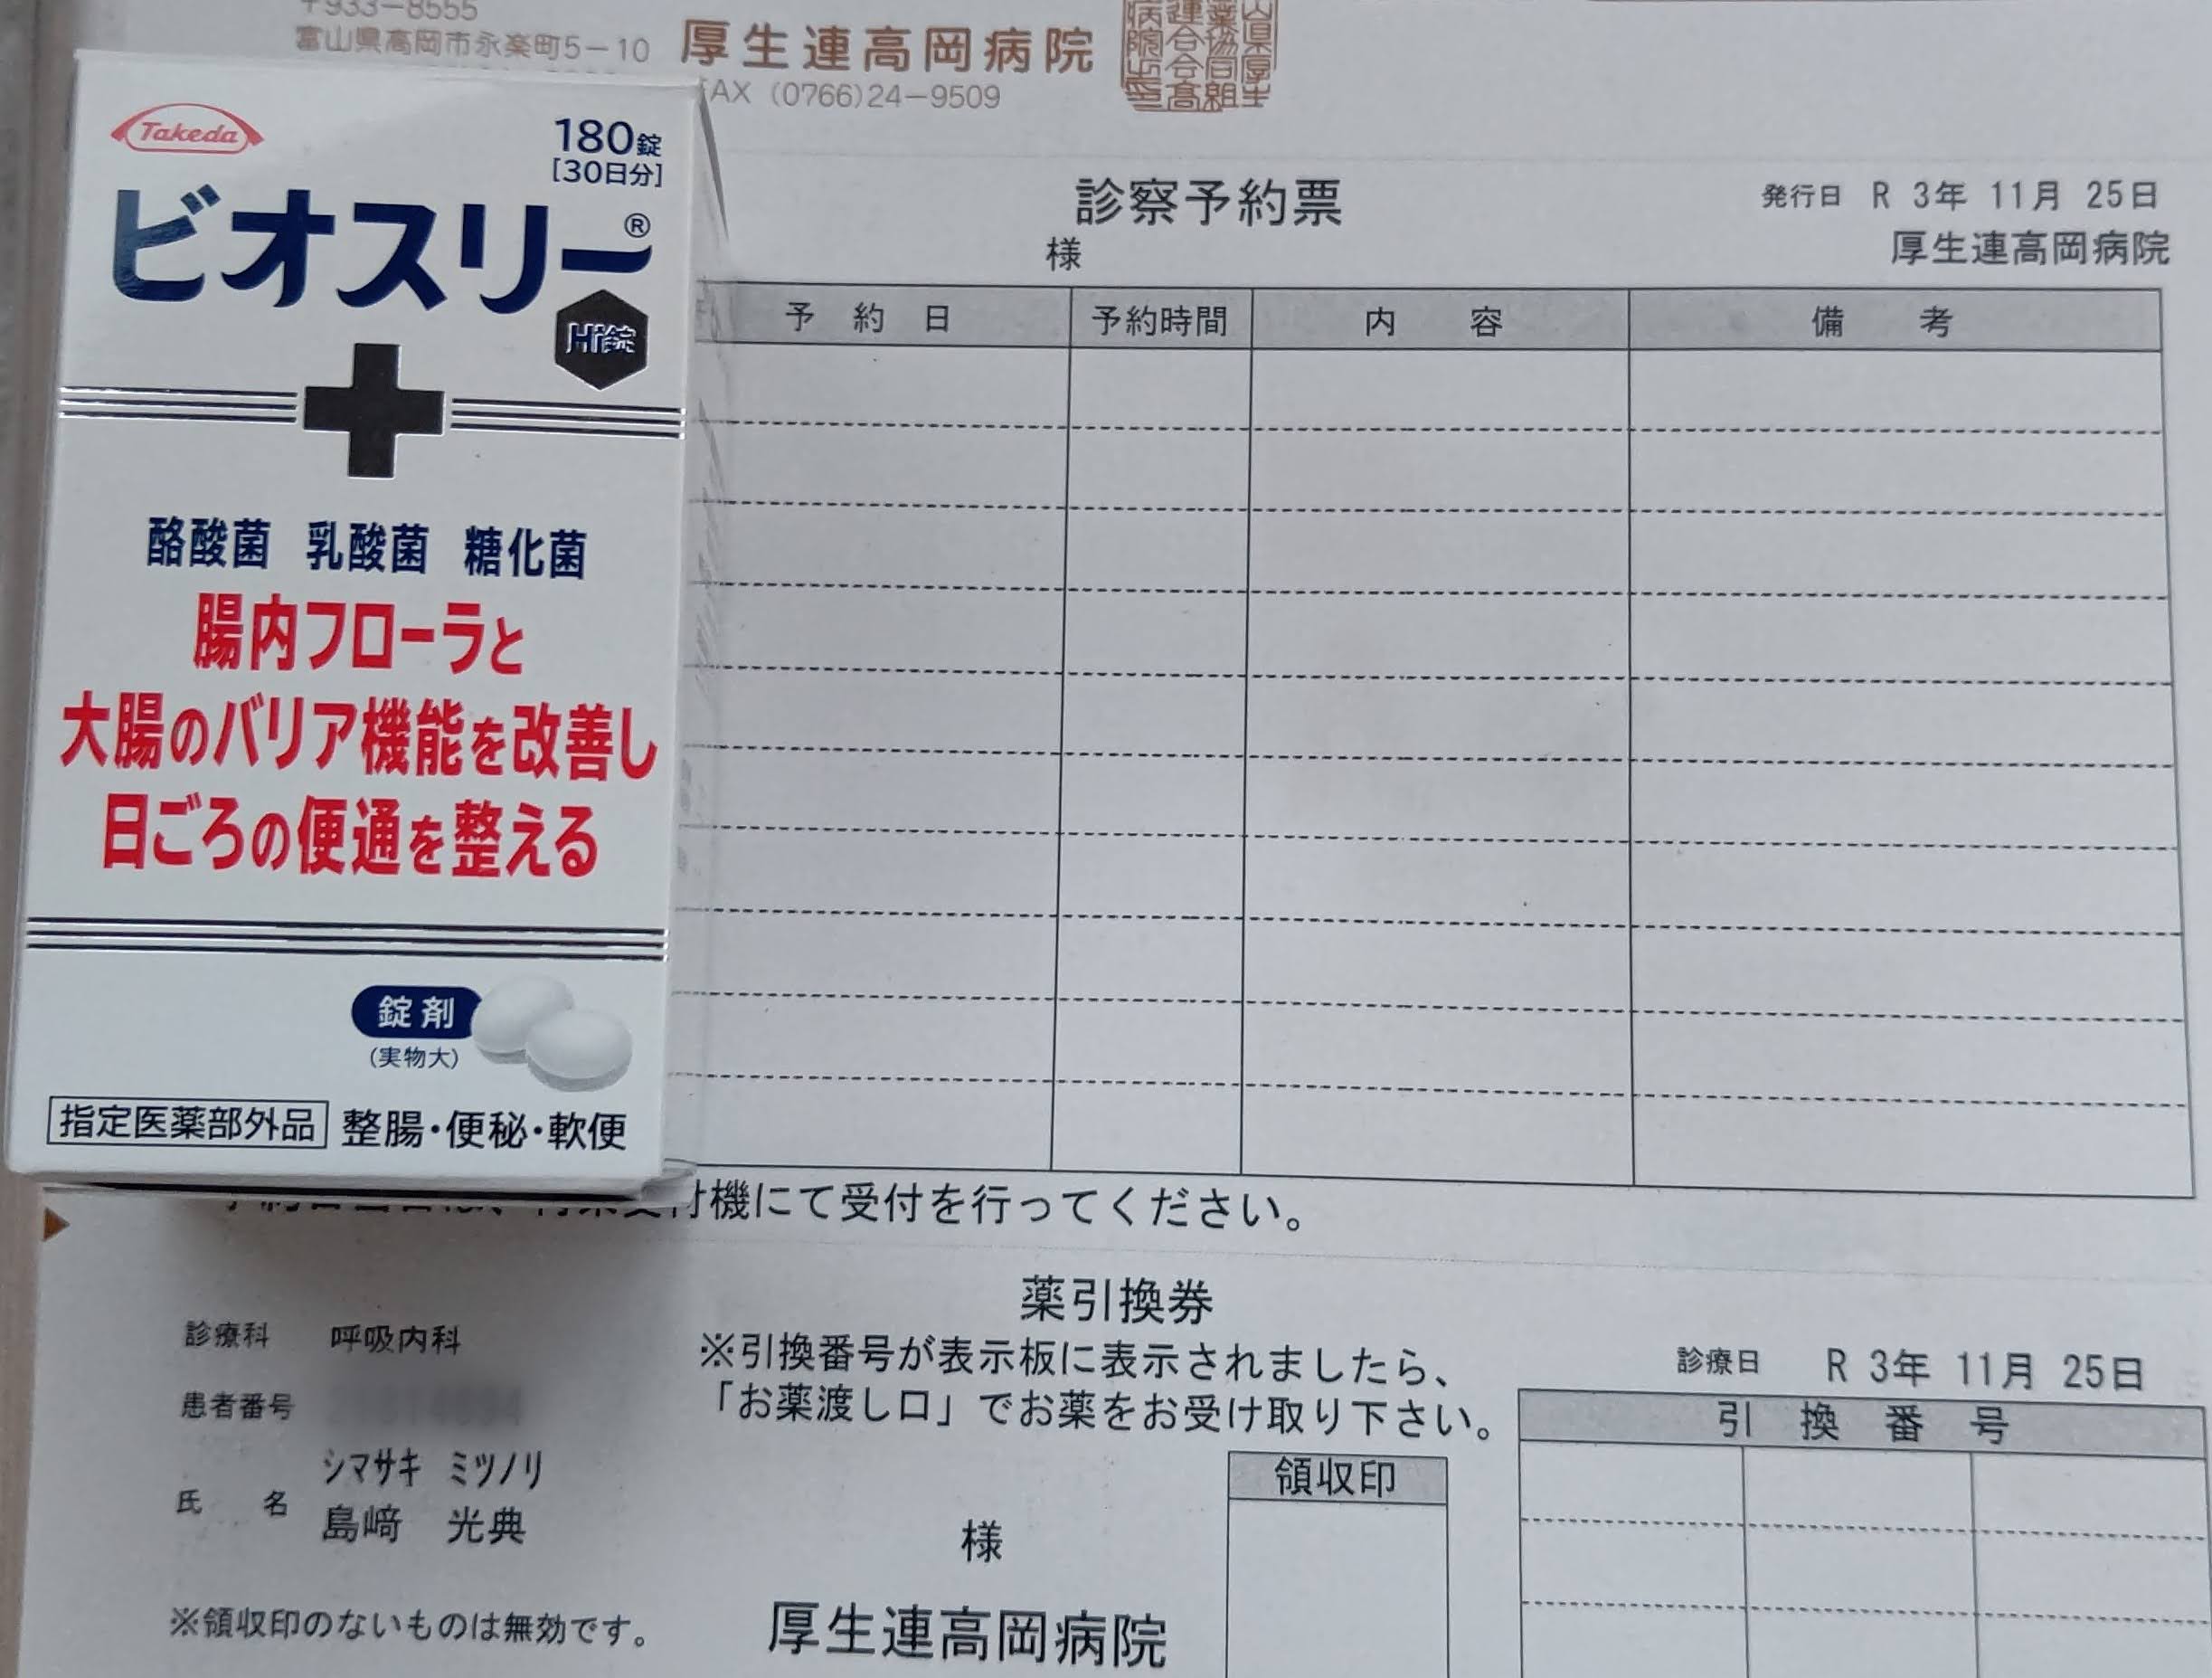 〒933-8555
富山県高岡市永楽町5-10 厚生連高岡病院
FAX (0766)24-9509
Takeda
180錠
[30日分]
ビオスリー®
Hi錠
酪酸菌 乳酸菌 糖化菌
腸内フローラと
大腸のバリア機能を改善し
日ごろの便通を整える
錠剤
(実物大)
指定医薬部外品 整腸・便秘・軟便
診察予約票
発行日 R 3年 11月 25日
様
厚生連高岡病院
予約日 予約時間 内容 備考
機にて受付を行ってください。
薬引換券
診療科 呼吸内科
※引換番号が表示板に表示されましたら、
「お薬渡し口」でお薬をお受け取り下さい。
診療日 R 3年 11月 25日
患者番号
引換番号
シマサキ ミツノリ
氏名 島﨑 光典
様
領収印
※領収印のないものは無効です。
厚生連高岡病院